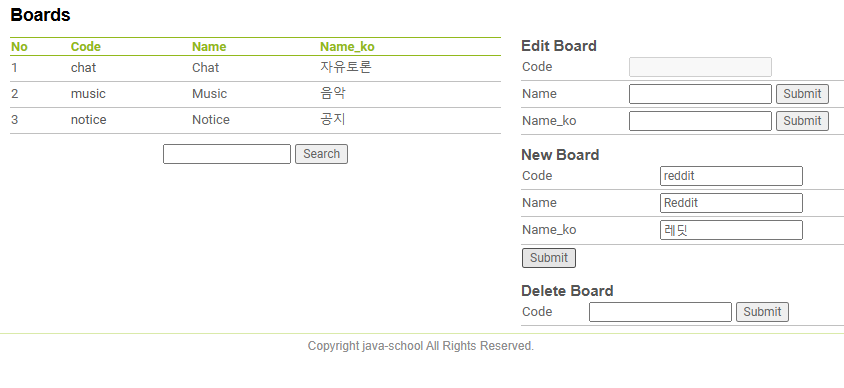 Boards
No Code Name Name_ko
1 chat Chat 자유토론
2 music Music 음악
3 notice Notice 공지
Search
Edit Board
Code
Name Submit
Name_ko Submit
New Board
Code reddit
Name Reddit
Name_ko 레딧
Submit
Delete Board
Code Submit
Copyright java-school All Rights Reserved.